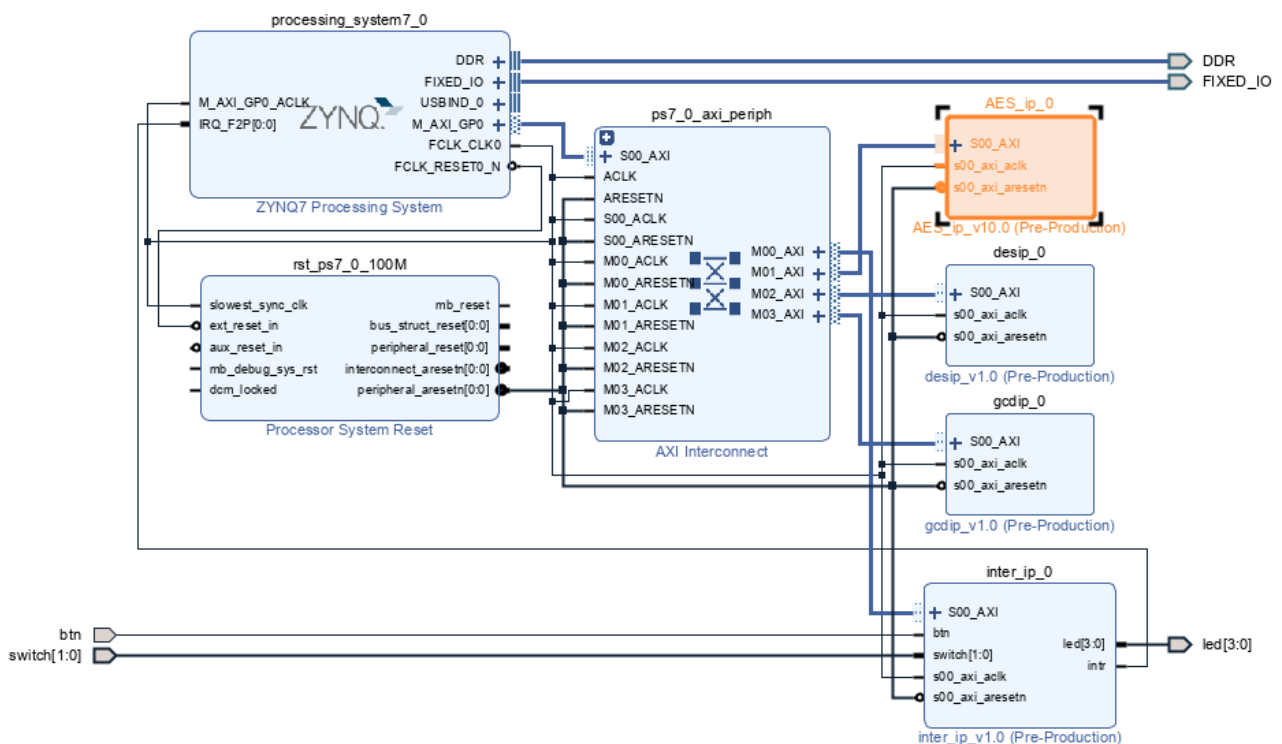 processing_system7_0
DDR
FIXED_IO
USBIND_0
M_AXI_GP0
FCLK_CLK0
FCLK_RESET0_N
M_AXI_GP0_ACLK
IRQ_F2P[0:0]
ZYNQ
ZYNQ7 Processing System
DDR
FIXED_IO
rst_ps7_0_100M
slowest_sync_clk
ext_reset_in
aux_reset_in
mb_debug_sys_rst
dcm_locked
mb_reset
bus_struct_reset[0:0]
peripheral_reset[0:0]
interconnect_aresetn[0:0]
peripheral_aresetn[0:0]
Processor System Reset
ps7_0_axi_periph
S00_AXI
ACLK
ARESETN
S00_ACLK
S00_ARESETN
M00_ACLK
M00_ARESETN
M01_ACLK
M01_ARESETN
M02_ACLK
M02_ARESETN
M03_ACLK
M03_ARESETN
M00_AXI
M01_AXI
M02_AXI
M03_AXI
AXI Interconnect
AES_ip_0
S00_AXI
s00_axi_aclk
s00_axi_aresetn
AES_ip_v10.0 (Pre-Production)
desip_0
S00_AXI
s00_axi_aclk
s00_axi_aresetn
desip_v1.0 (Pre-Production)
gcdip_0
S00_AXI
s00_axi_aclk
s00_axi_aresetn
gcdip_v1.0 (Pre-Production)
inter_ip_0
S00_AXI
btn
switch[1:0]
s00_axi_aclk
s00_axi_aresetn
led[3:0]
intr
inter_ip_v1.0 (Pre-Production)
btn
switch[1:0]
led[3:0]